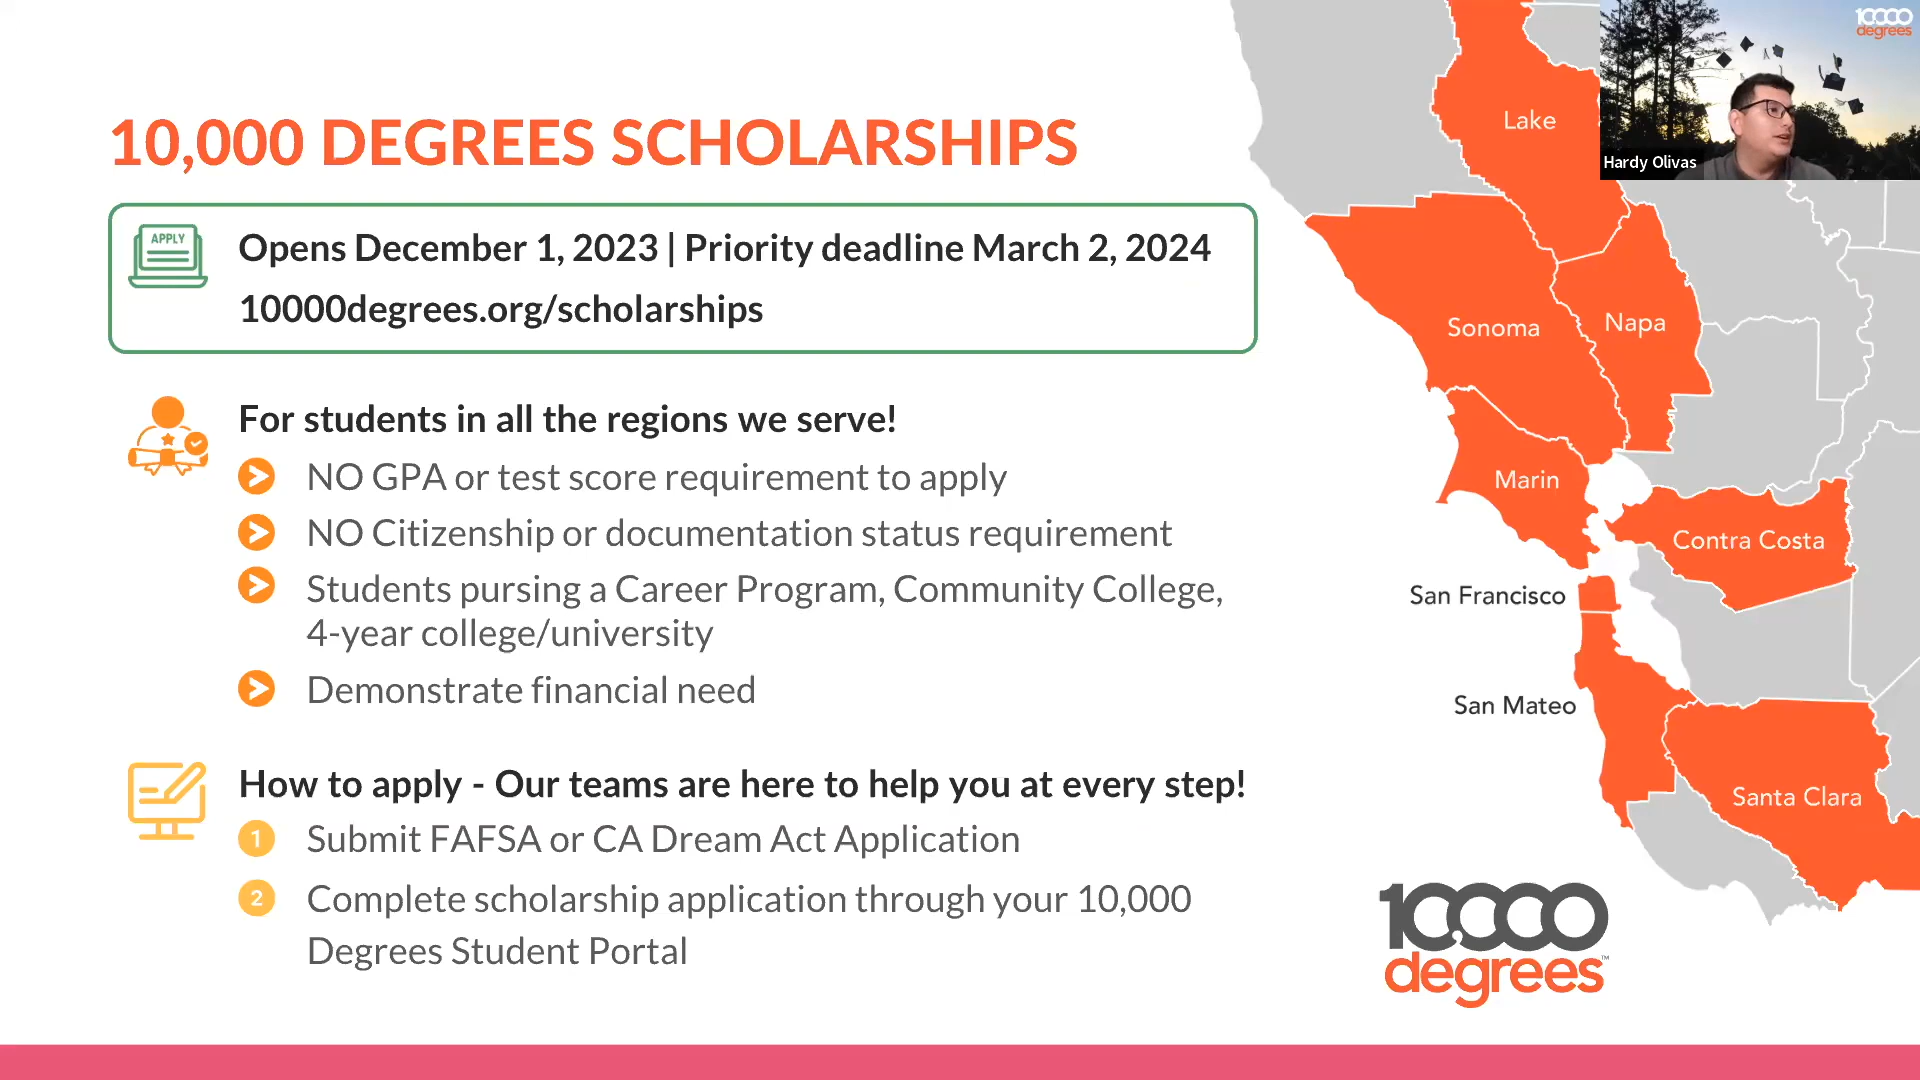 10,000 DEGREES SCHOLARSHIPS
APPLY
Opens December 1, 2023 | Priority deadline March 2, 2024
10000degrees.org/scholarships
For students in all the regions we serve!
NO GPA or test score requirement to apply
NO Citizenship or documentation status requirement
Students pursing a Career Program, Community College,
4-year college/university
Demonstrate financial need
How to apply - Our teams are here to help you at every step!
1 Submit FAFSA or CA Dream Act Application
2 Complete scholarship application through your 10,000
Degrees Student Portal
Lake
Sonoma
Napa
Marin
Contra Costa
San Francisco
San Mateo
Santa Clara
10,000
degrees™
10,000
degrees
Hardy Olivas